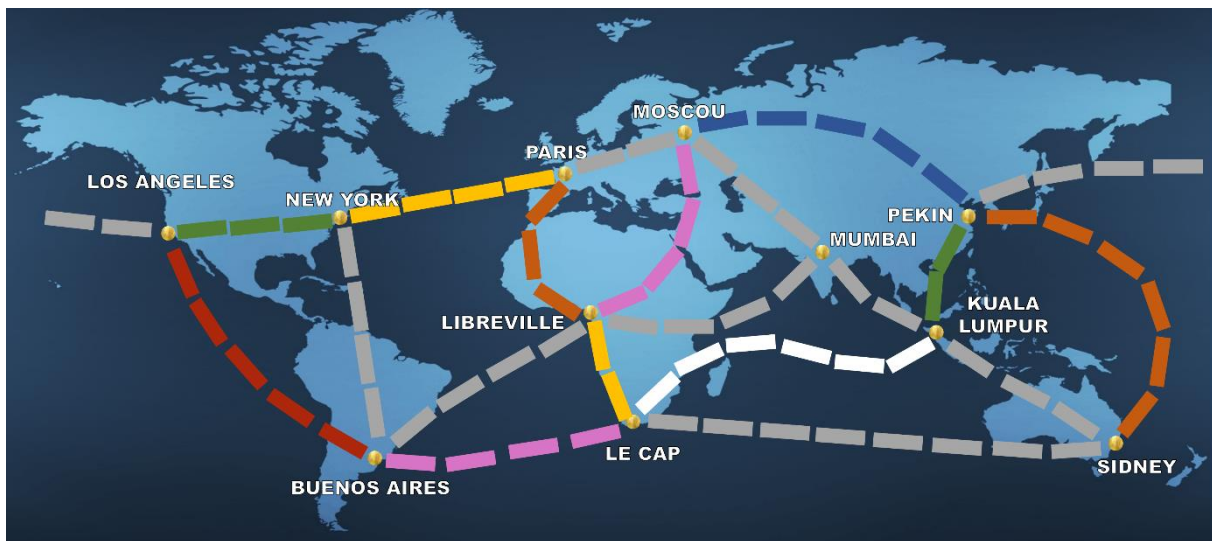 MOSCOU
PARIS
LOS ANGELES
NEW YORK
PEKIN
MUMBAI
KUALA
LUMPUR
LIBREVILLE
LE CAP
SIDNEY
BUENOS AIRES